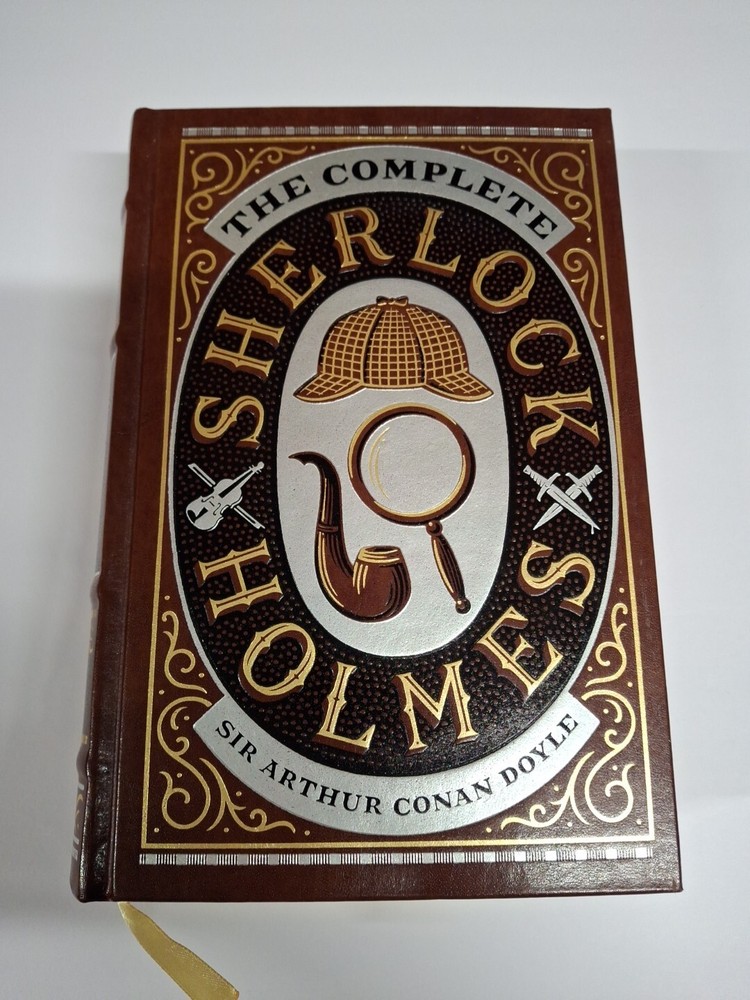 THE COMPLETE
SHERLOCK
HOLMES
SIR ARTHUR CONAN DOYLE